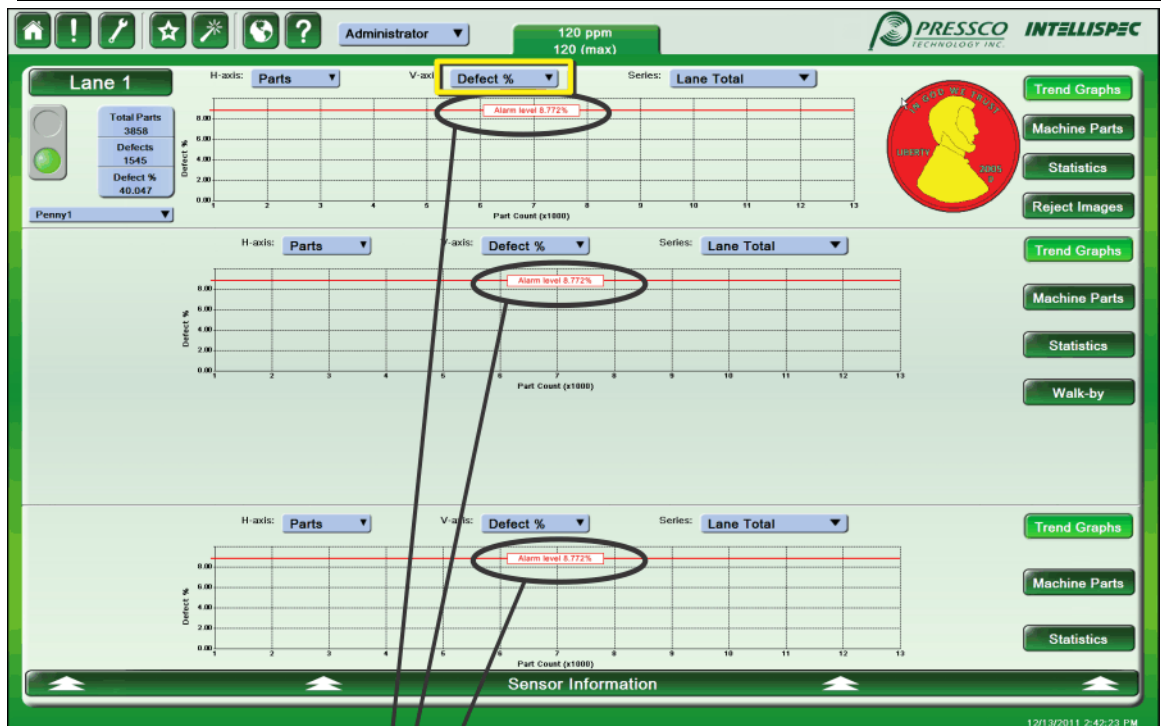 Administrator
120 ppm
120 (max)
PRESSCO
TECHNOLOGY INC.
INTELLISPEC
Lane 1
H-axis: Parts
V-axi Defect %
Series: Lane Total
Trend Graphs
Machine Parts
Statistics
Reject Images
Total Parts
3858
Defects
1545
Defect %
40.047
Penny1
Alarm level 8.772%
Defect %
8.00
6.00
4.00
2.00
0.00
1 2 3 4 5 6 7 8 9 10 11 12 13
Part Count (x1000)
IN GOD WE TRUST
LIBERTY
2005
D
H-axis: Parts
-axis: Defect %
Series: Lane Total
Trend Graphs
Machine Parts
Statistics
Walk-by
Alarm level 8.772%
Defect %
8.00
6.00
4.00
2.00
0.00
1 2 3 4 5 6 7 8 9 10 11 12 13
Part Count (x1000)
H-axis: Parts
V-axis: Defect %
Series: Lane Total
Trend Graphs
Machine Parts
Statistics
Alarm level 8.772%
Defect %
8.00
6.00
4.00
2.00
0.00
1 2 3 4 5 6 7 8 9 10 11 12 13
Part Count (x1000)
Sensor Information
12/13/2011 2:42:23 PM